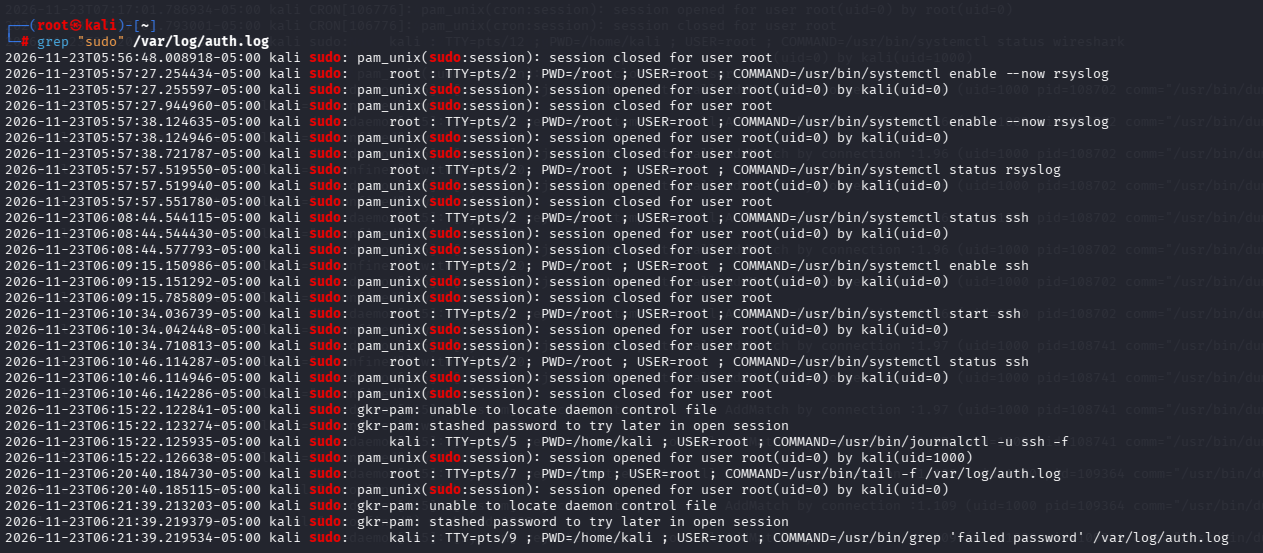 ┌──(root㉿kali)-[~]
└─# grep "sudo" /var/log/auth.log
2026-11-23T05:56:48.008918-05:00 kali sudo: pam_unix(sudo:session): session closed for user root
2026-11-23T05:57:27.254434-05:00 kali sudo:     root : TTY=pts/2 ; PWD=/root ; USER=root ; COMMAND=/usr/bin/systemctl enable --now rsyslog
2026-11-23T05:57:27.255597-05:00 kali sudo: pam_unix(sudo:session): session opened for user root(uid=0) by kali(uid=0)
2026-11-23T05:57:27.944960-05:00 kali sudo: pam_unix(sudo:session): session closed for user root
2026-11-23T05:57:38.124635-05:00 kali sudo:     root : TTY=pts/2 ; PWD=/root ; USER=root ; COMMAND=/usr/bin/systemctl enable --now rsyslog
2026-11-23T05:57:38.124946-05:00 kali sudo: pam_unix(sudo:session): session opened for user root(uid=0) by kali(uid=0)
2026-11-23T05:57:38.721787-05:00 kali sudo: pam_unix(sudo:session): session closed for user root
2026-11-23T05:57:57.519550-05:00 kali sudo:     root : TTY=pts/2 ; PWD=/root ; USER=root ; COMMAND=/usr/bin/systemctl status rsyslog
2026-11-23T05:57:57.519940-05:00 kali sudo: pam_unix(sudo:session): session opened for user root(uid=0) by kali(uid=0)
2026-11-23T05:57:57.551780-05:00 kali sudo: pam_unix(sudo:session): session closed for user root
2026-11-23T06:08:44.544115-05:00 kali sudo:     root : TTY=pts/2 ; PWD=/root ; USER=root ; COMMAND=/usr/bin/systemctl status ssh
2026-11-23T06:08:44.544430-05:00 kali sudo: pam_unix(sudo:session): session opened for user root(uid=0) by kali(uid=0)
2026-11-23T06:08:44.577793-05:00 kali sudo: pam_unix(sudo:session): session closed for user root
2026-11-23T06:09:15.150986-05:00 kali sudo:     root : TTY=pts/2 ; PWD=/root ; USER=root ; COMMAND=/usr/bin/systemctl enable ssh
2026-11-23T06:09:15.151292-05:00 kali sudo: pam_unix(sudo:session): session opened for user root(uid=0) by kali(uid=0)
2026-11-23T06:09:15.785809-05:00 kali sudo: pam_unix(sudo:session): session closed for user root
2026-11-23T06:10:34.036739-05:00 kali sudo:     root : TTY=pts/2 ; PWD=/root ; USER=root ; COMMAND=/usr/bin/systemctl start ssh
2026-11-23T06:10:34.042448-05:00 kali sudo: pam_unix(sudo:session): session opened for user root(uid=0) by kali(uid=0)
2026-11-23T06:10:34.710813-05:00 kali sudo: pam_unix(sudo:session): session closed for user root
2026-11-23T06:10:46.114287-05:00 kali sudo:     root : TTY=pts/2 ; PWD=/root ; USER=root ; COMMAND=/usr/bin/systemctl status ssh
2026-11-23T06:10:46.114946-05:00 kali sudo: pam_unix(sudo:session): session opened for user root(uid=0) by kali(uid=0)
2026-11-23T06:10:46.142286-05:00 kali sudo: pam_unix(sudo:session): session closed for user root
2026-11-23T06:15:22.122841-05:00 kali sudo: gkr-pam: unable to locate daemon control file
2026-11-23T06:15:22.123274-05:00 kali sudo: gkr-pam: stashed password to try later in open session
2026-11-23T06:15:22.125935-05:00 kali sudo:     kali : TTY=pts/5 ; PWD=/home/kali ; USER=root ; COMMAND=/usr/bin/journalctl -u ssh -f
2026-11-23T06:15:22.126638-05:00 kali sudo: pam_unix(sudo:session): session opened for user root(uid=0) by kali(uid=1000)
2026-11-23T06:20:40.184730-05:00 kali sudo:     root : TTY=pts/7 ; PWD=/tmp ; USER=root ; COMMAND=/usr/bin/tail -f /var/log/auth.log
2026-11-23T06:20:40.185115-05:00 kali sudo: pam_unix(sudo:session): session opened for user root(uid=0) by kali(uid=0)
2026-11-23T06:21:39.213203-05:00 kali sudo: gkr-pam: unable to locate daemon control file
2026-11-23T06:21:39.219379-05:00 kali sudo: gkr-pam: stashed password to try later in open session
2026-11-23T06:21:39.219534-05:00 kali sudo:     kali : TTY=pts/9 ; PWD=/home/kali ; USER=root ; COMMAND=/usr/bin/grep 'failed password' /var/log/auth.log